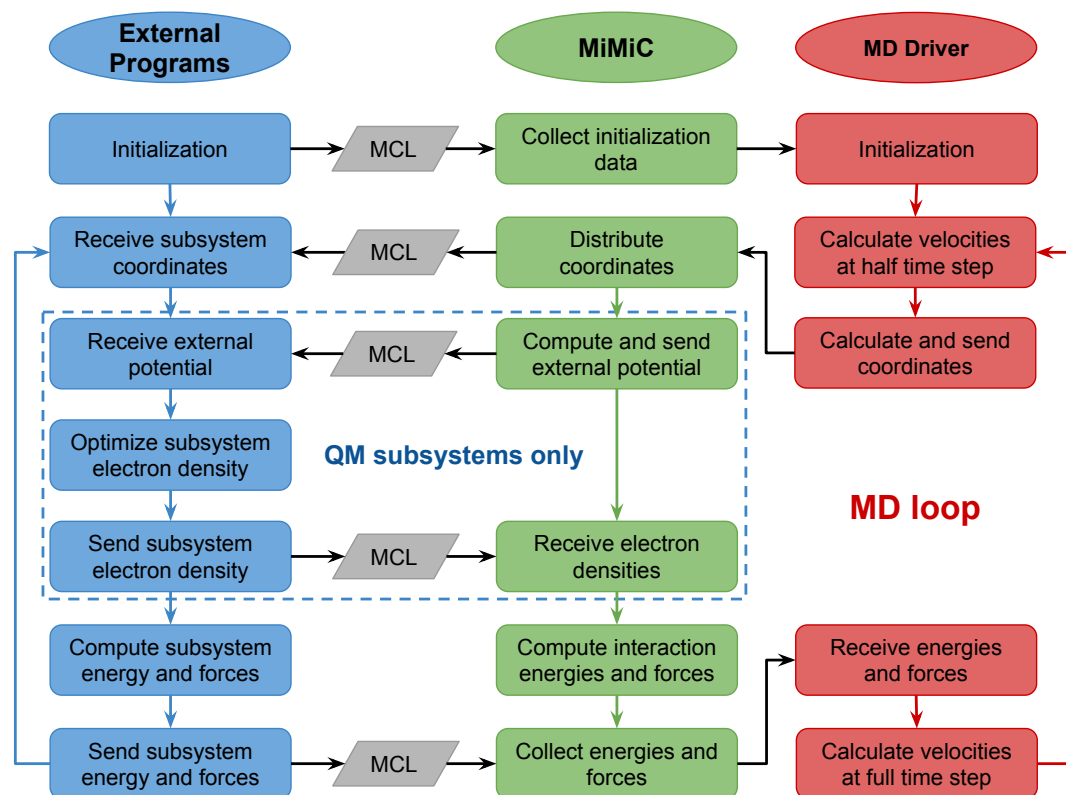 External
Programs
MiMiC
MD Driver
Initialization
MCL
Collect initialization
data
Initialization
Receive subsystem
coordinates
MCL
Distribute
coordinates
Calculate velocities
at half time step
Receive external
potential
MCL
Compute and send
external potential
Calculate and send
coordinates
Optimize subsystem
electron density
QM subsystems only
MD loop
Send subsystem
electron density
MCL
Receive electron
densities
Compute subsystem
energy and forces
Compute interaction
energies and forces
Receive energies
and forces
Send subsystem
energy and forces
MCL
Collect energies and
forces
Calculate velocities
at full time step